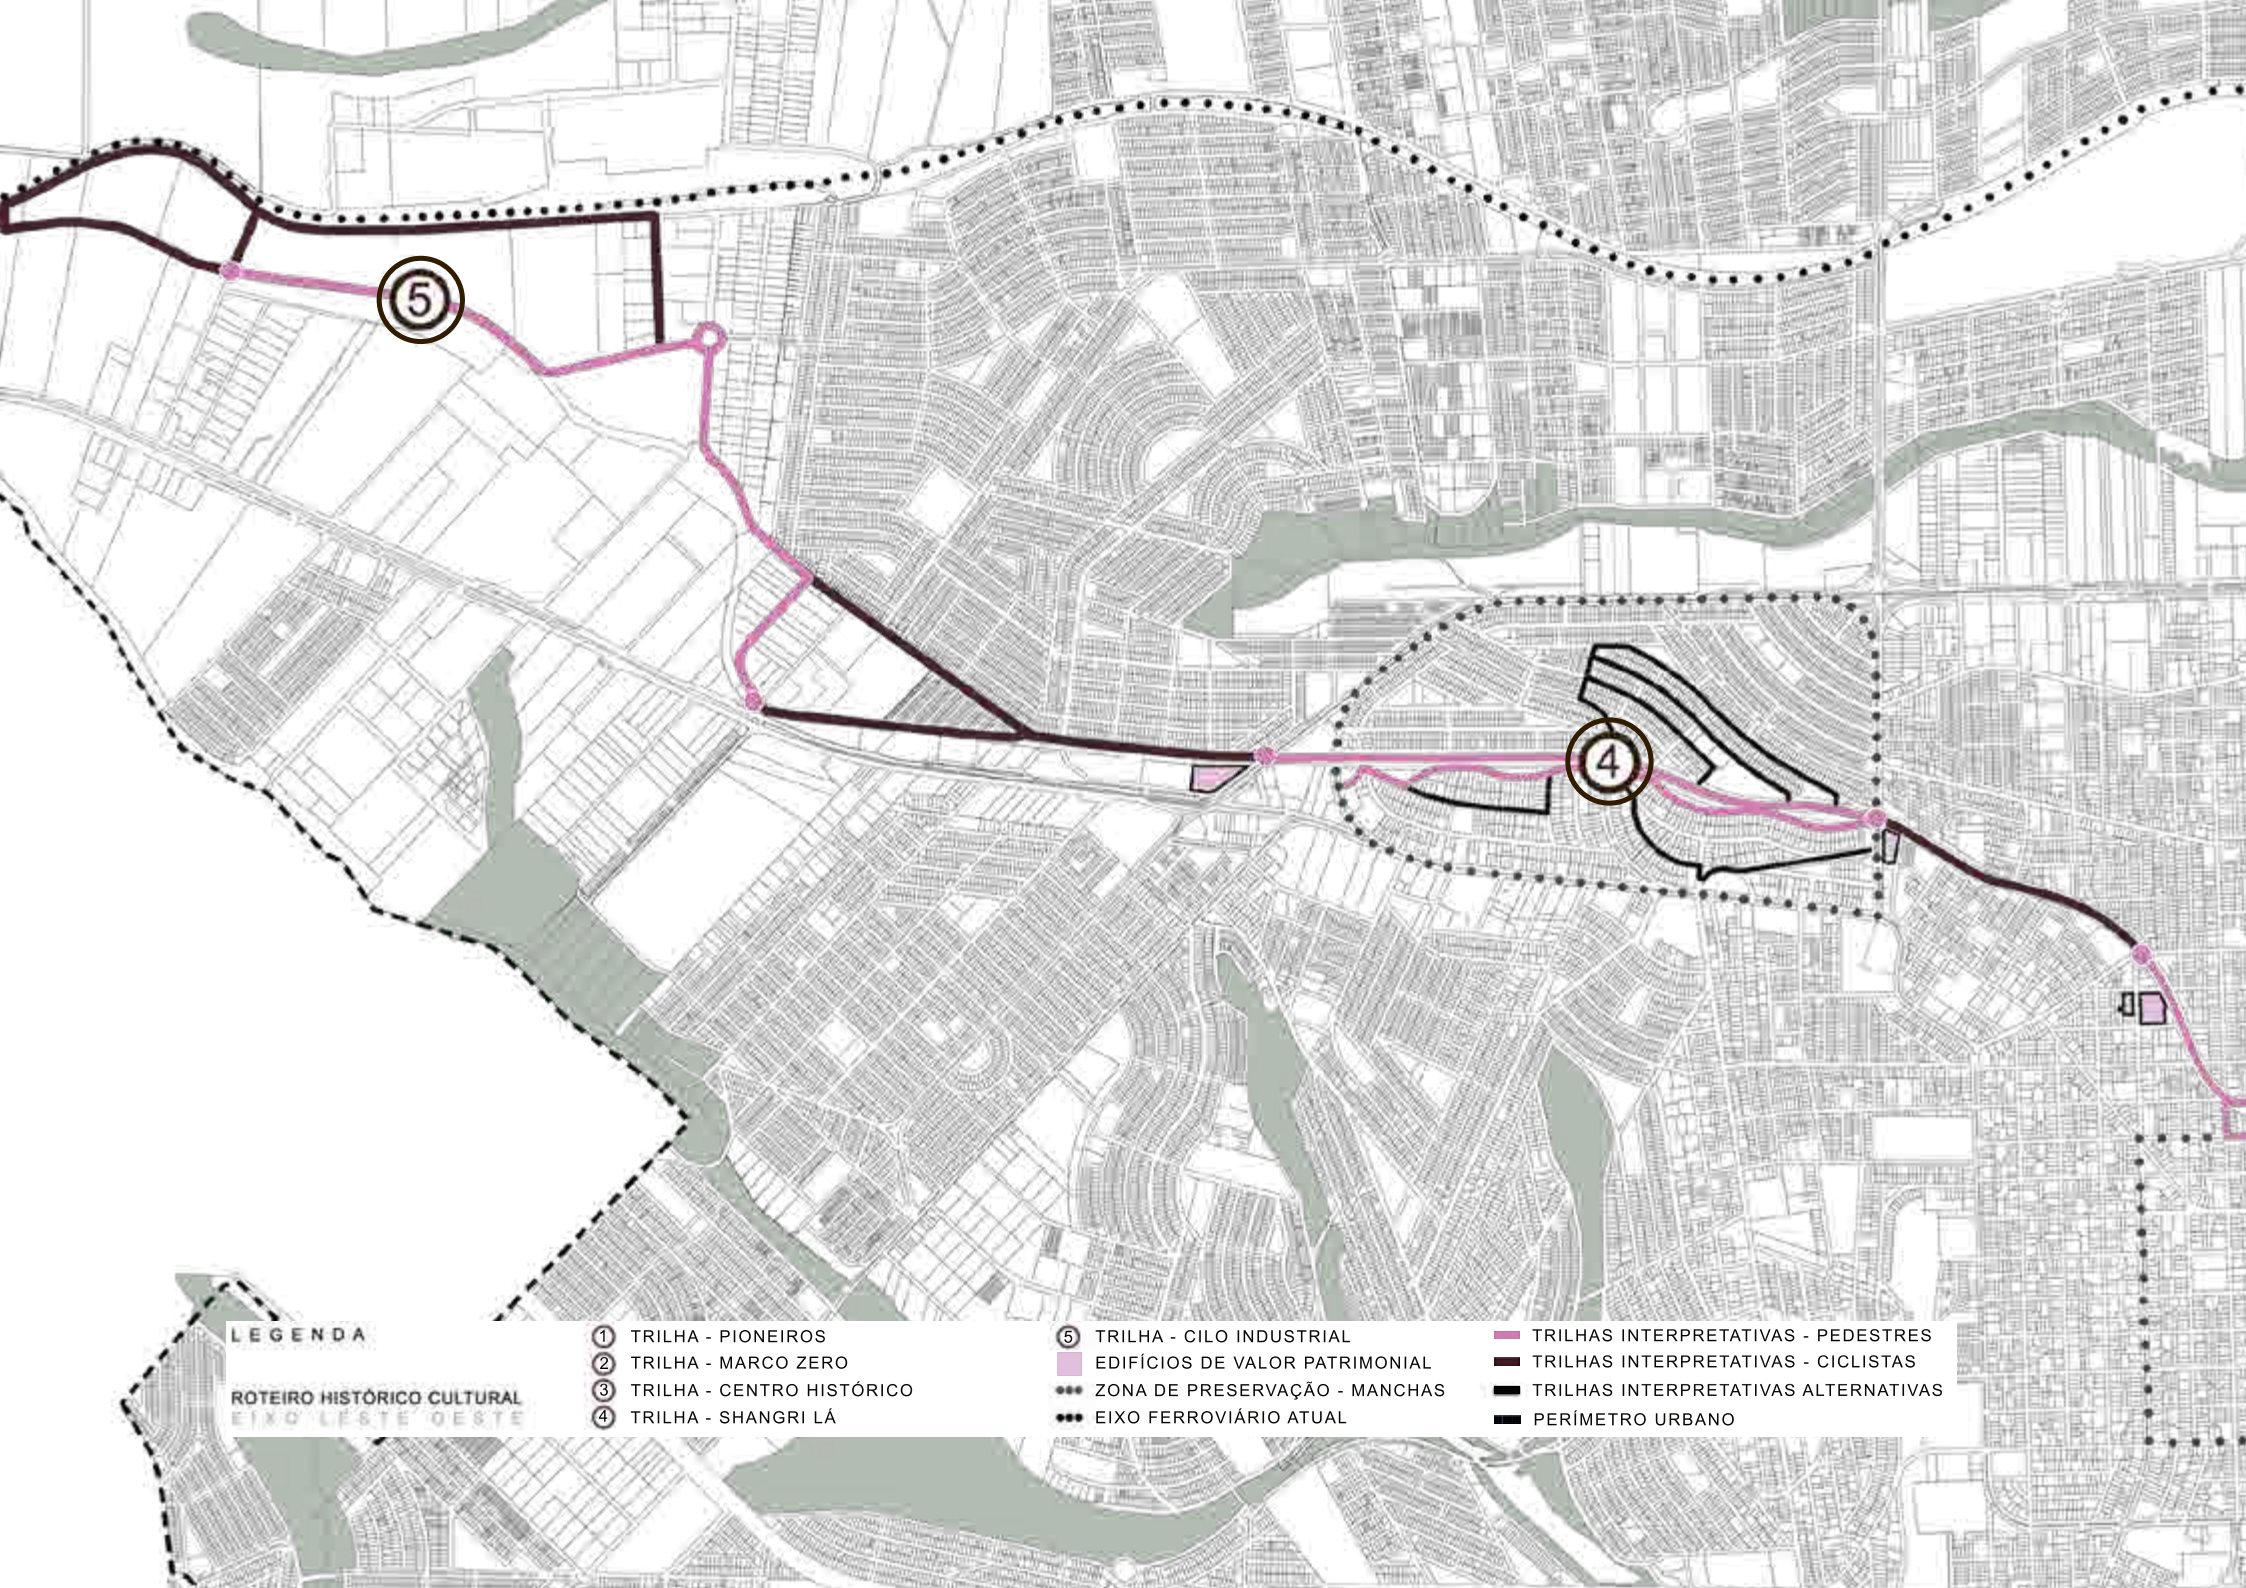 5
4
LEGENDA
ROTEIRO HISTÓRICO CULTURAL
EIXO LESTE OESTE
1 TRILHA - PIONEIROS
2 TRILHA - MARCO ZERO
3 TRILHA - CENTRO HISTÓRICO
4 TRILHA - SHANGRI LÁ
5 TRILHA - CILO INDUSTRIAL
EDIFÍCIOS DE VALOR PATRIMONIAL
ZONA DE PRESERVAÇÃO - MANCHAS
EIXO FERROVIÁRIO ATUAL
TRILHAS INTERPRETATIVAS - PEDESTRES
TRILHAS INTERPRETATIVAS - CICLISTAS
TRILHAS INTERPRETATIVAS ALTERNATIVAS
PERÍMETRO URBANO